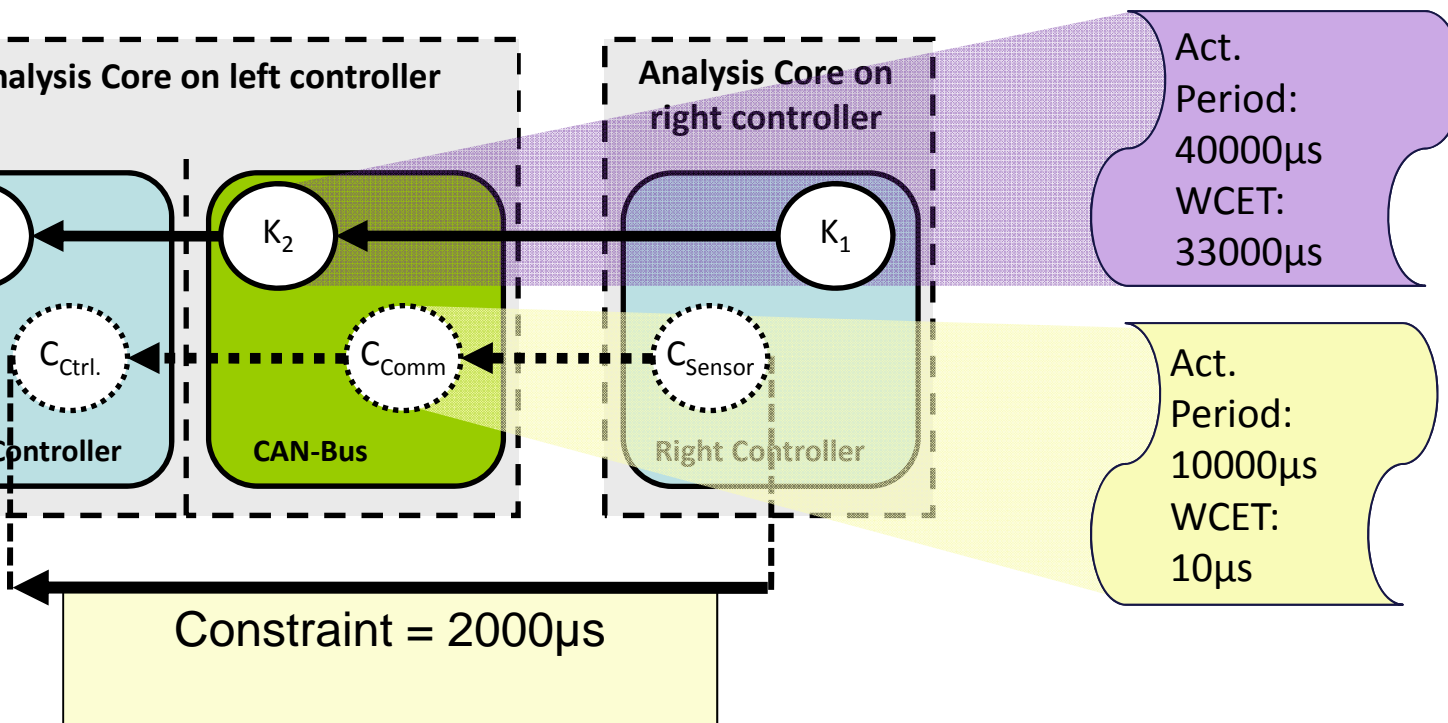 nalysis Core on left controller
Analysis Core on
right controller
Act.
Period:
40000µs
WCET:
33000µs
K2
K1
CCtrl.
CComm
CSensor
Controller
CAN-Bus
Right Controller
Act.
Period:
10000µs
WCET:
10µs
Constraint = 2000µs